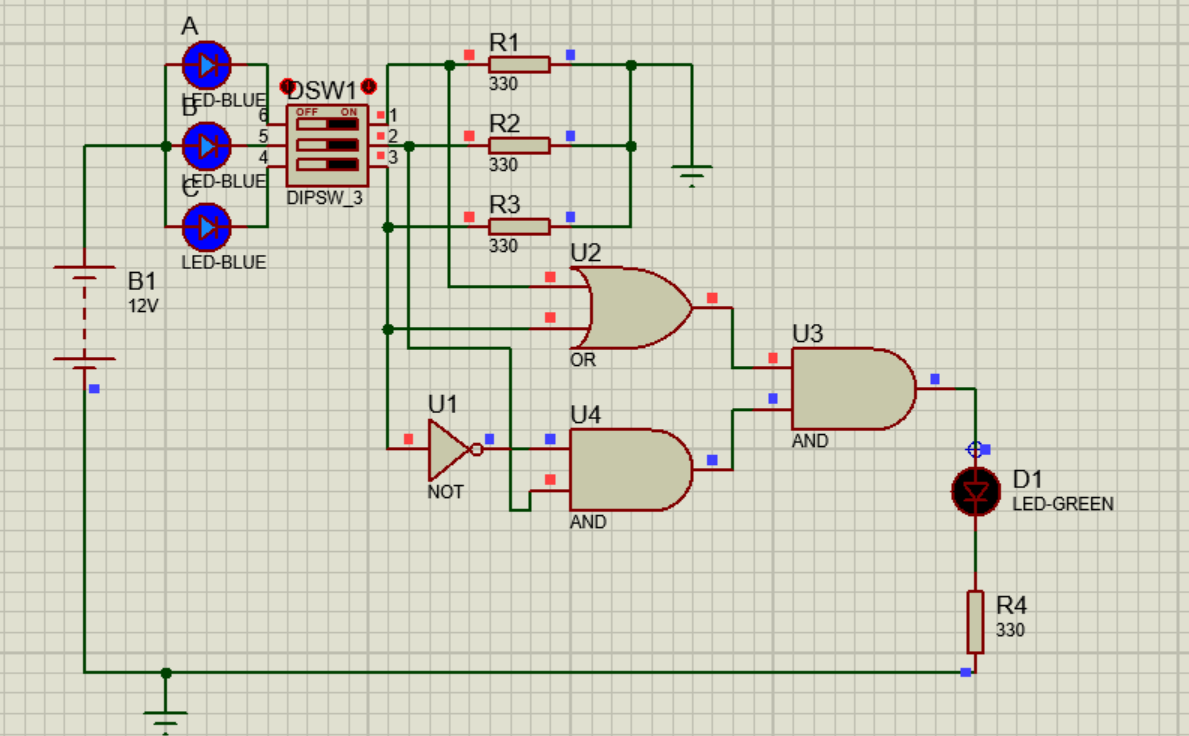 A
LED-BLUE
B
LED-BLUE
C
LED-BLUE
DSW1
OFF ON
6
5
4
1
2
3
DIPSW_3
R1
330
R2
330
R3
330
B1
12V
U2
OR
U3
AND
U1
NOT
U4
AND
D1
LED-GREEN
R4
330